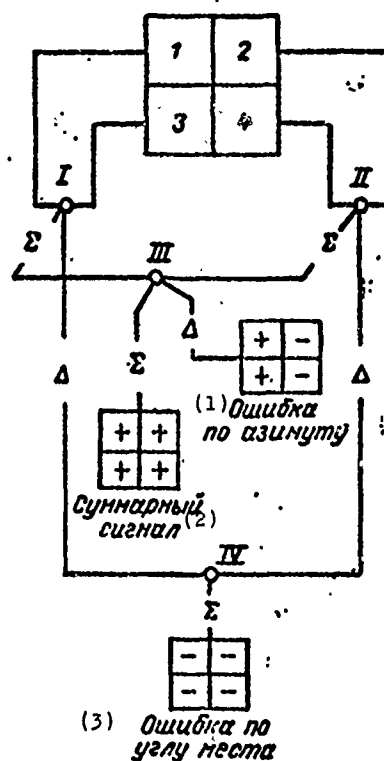 1 2
3 4
I II
Σ Σ
III
Δ Σ Δ Δ
+ -
+ -
(1) Ошибка
по азимуту
+ +
+ +
Суммарный
сигнал (2)
IV
Σ
- -
- -
(3) Ошибка по
углу места